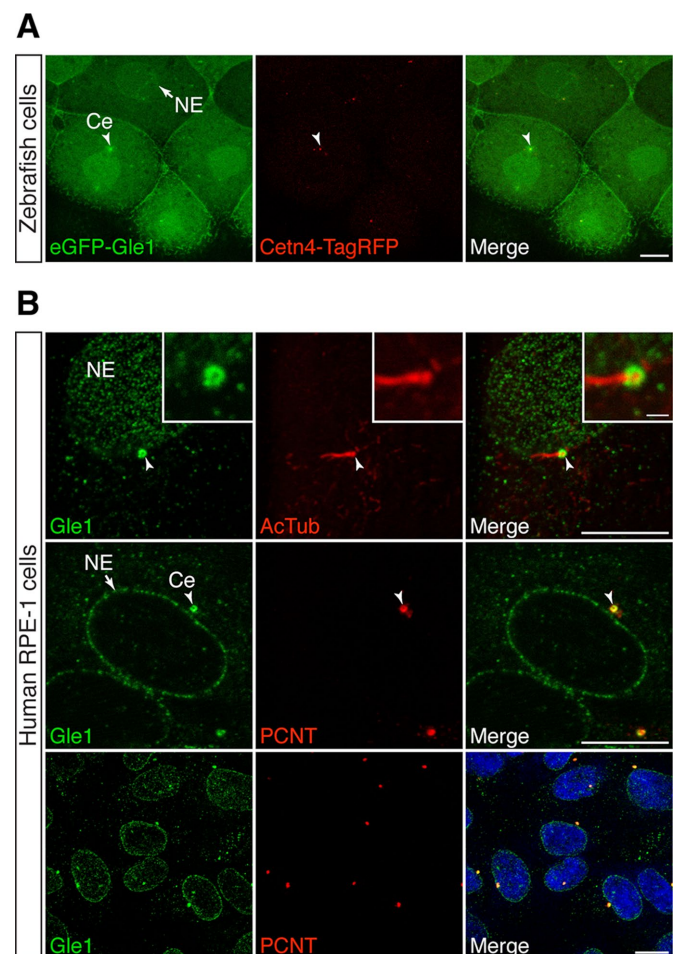 A
Zebrafish cells
NE
Ce
eGFP-Gle1
Cetn4-TagRFP
Merge
B
Human RPE-1 cells
NE
Gle1
AcTub
Merge
NE
Ce
Gle1
PCNT
Merge
Gle1
PCNT
Merge